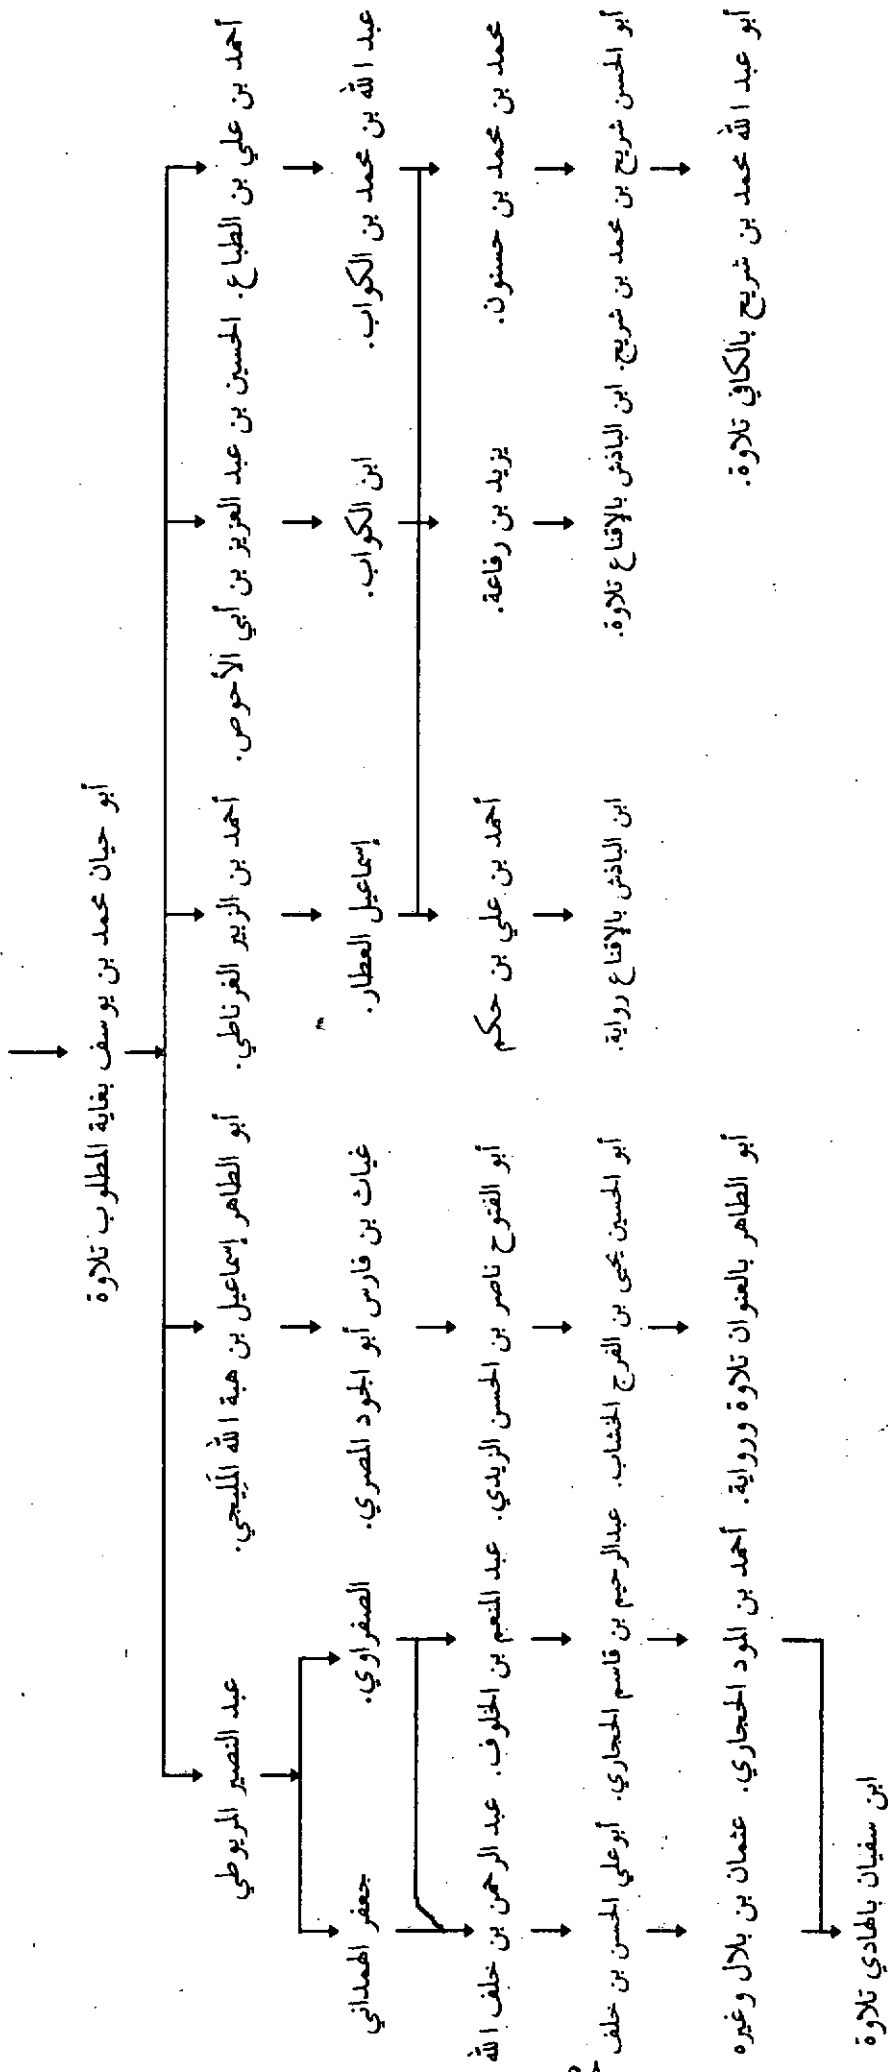 أبو حيان محمد بن يوسف بغاية المطلوب تلاوة
أحمد بن علي بن الطباع. الحسين بن عبد العزيز بن أبي الأحوص. أحمد بن الزبير الغرناطي. أبو الطاهر إسماعيل بن هبة الله المَلِيجي. عبد النصير المريوطي
عبد الله بن محمد بن الكواب. ابن الكواب. إسماعيل العطار. غياث بن فارس أبو الجود المصري. الصفراوي. جعفر الهمداني
محمد بن محمد بن حسنون. يزيد بن رفاعة. أحمد بن علي بن حكم أبو الفتوح ناصر بن الحسن الزيدي. عبد المنعم بن الخلوف. عبد الرحمن بن خلف الله
أبو الحسن شريح بن محمد بن شريح. ابن الباذش بالإقناع تلاوة. ابن الباذش بالإقناع رواية. أبو الحسين يحيى بن الفرج الخشاب. عبدالرحيم بن قاسم الحجاري. أبوعلي الحسن بن خلف
أبو عبد الله محمد بن شريح بالكافي تلاوة. أبو الطاهر بالعنوان تلاوة ورواية. أحمد بن المود الحجاري. عثمان بن بلال وغيره
ابن سفيان بالهادي تلاوة